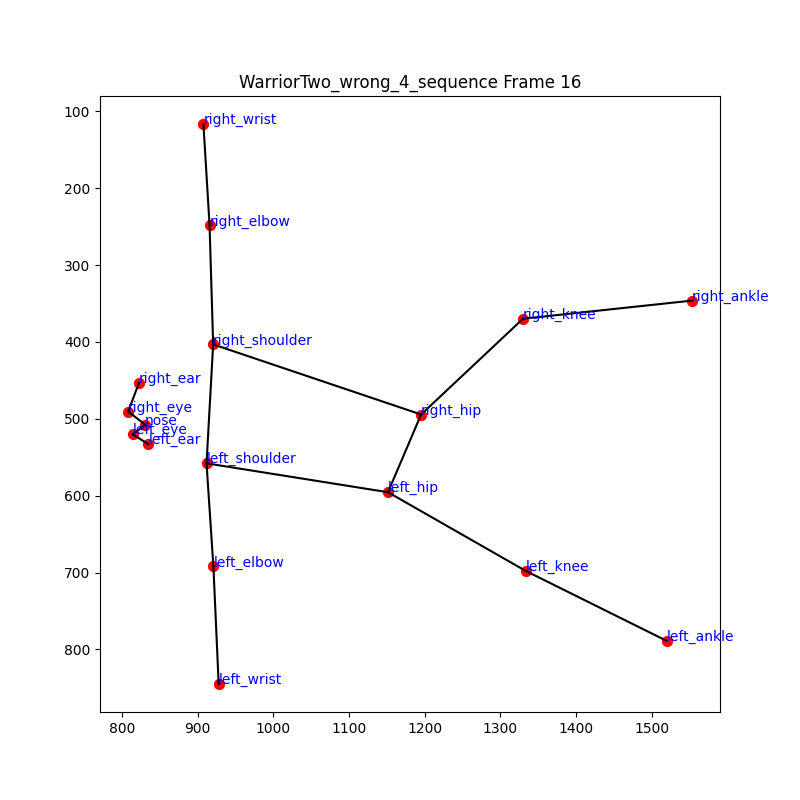 WarriorTwo_wrong_4_sequence Frame 16
100
right_wrist
200
right_elbow
300
right_ankle
right_knee
right_shoulder
400
right_ear
right_hip
right_eye
500
nose
left_eye
left_ear
left_shoulder
left_hip
600
left_elbow
left_knee
700
left_ankle
800
left_wrist
800 900 1000 1100 1200 1300 1400 1500